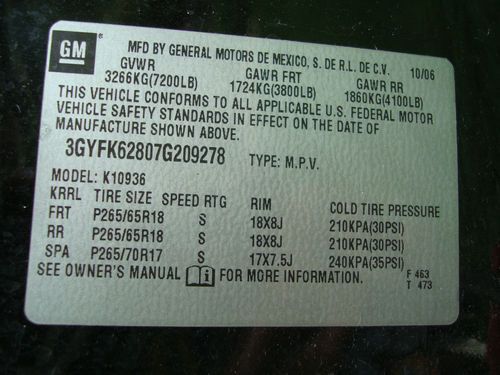 GM MFD BY GENERAL MOTORS DE MEXICO, S. DE R.L. DE C.V. 10/06
GVWR GAWR FRT GAWR RR
3266KG(7200LB) 1724KG(3800LB) 1860KG(4100LB)
THIS VEHICLE CONFORMS TO ALL APPLICABLE U.S. FEDERAL MOTOR
VEHICLE SAFETY STANDARDS IN EFFECT ON THE DATE OF
MANUFACTURE SHOWN ABOVE.
3GYFK62807G209278 TYPE: M.P.V.
MODEL: K10936
KRRL TIRE SIZE SPEED RTG RIM COLD TIRE PRESSURE
FRT P265/65R18 S 18X8J 210KPA(30PSI)
RR P265/65R18 S 18X8J 210KPA(30PSI)
SPA P265/70R17 S 17X7.5J 240KPA(35PSI)
SEE OWNER'S MANUAL i FOR MORE INFORMATION. F 463
T 473